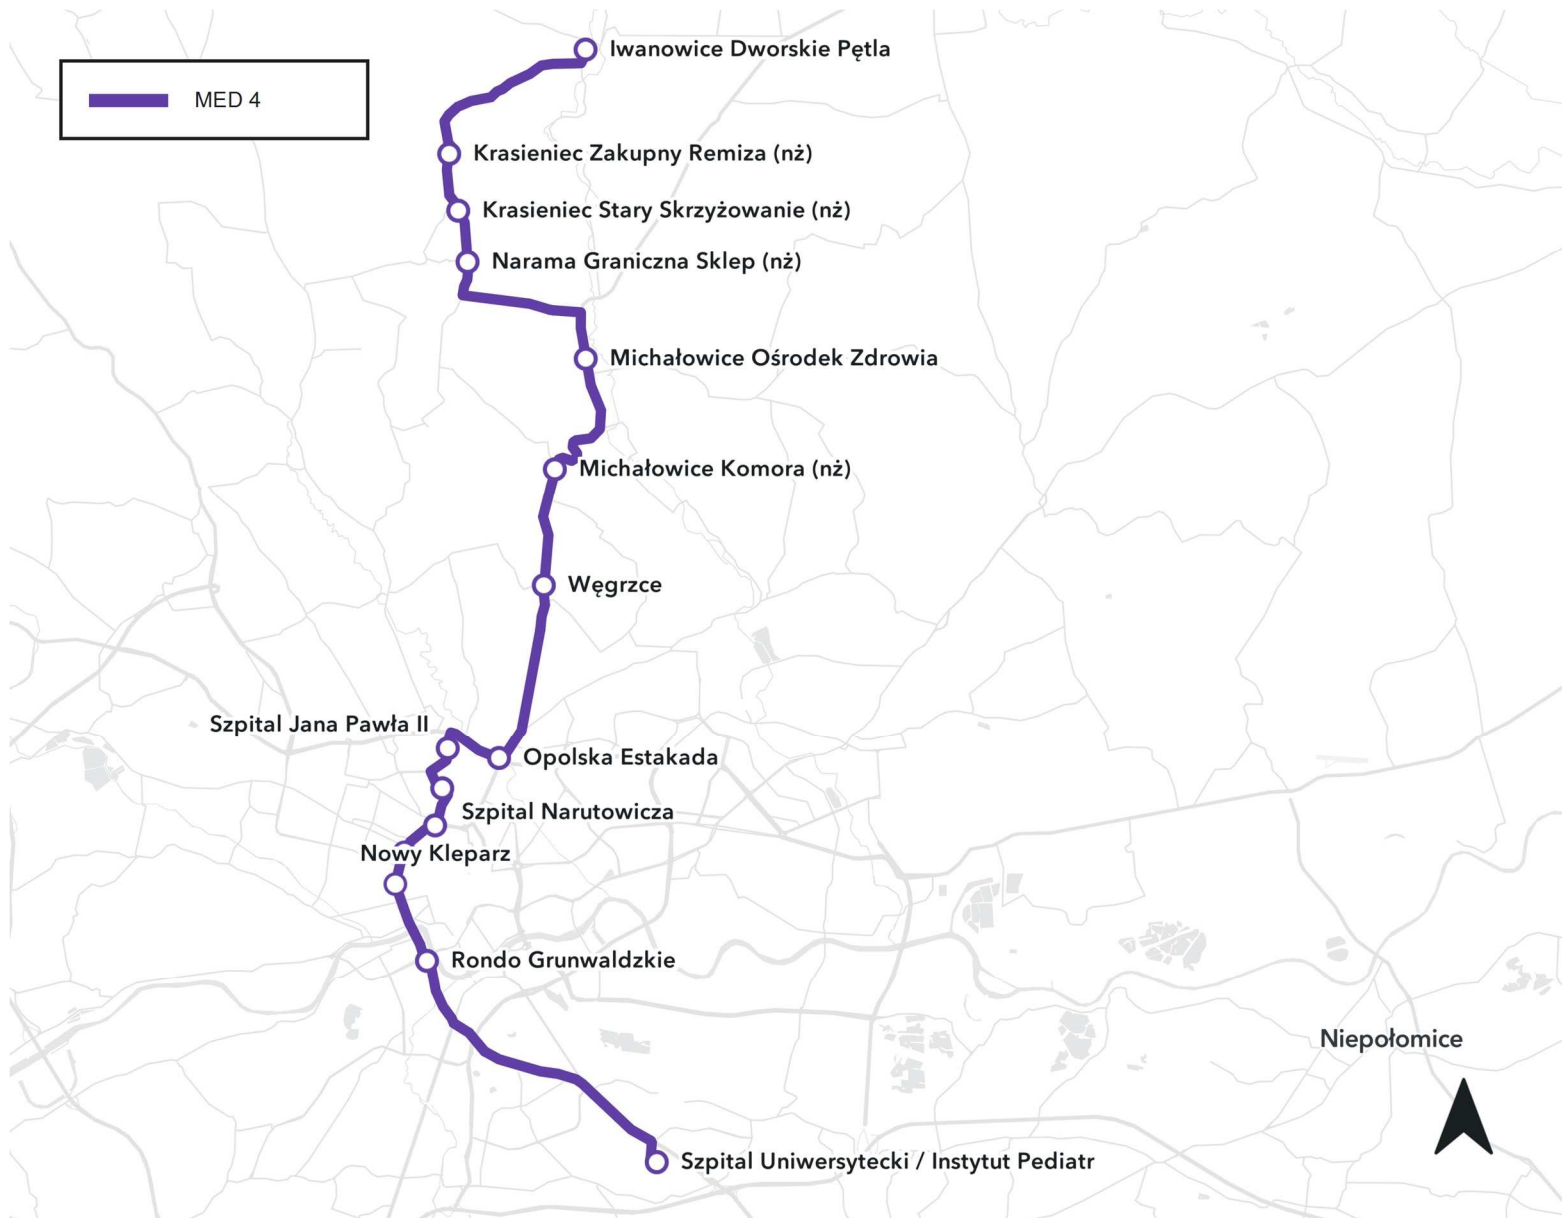 Iwanowice Dworskie Pętla
MED 4
Krasieniec Zakupny Remiza (nż)
Krasieniec Stary Skrzyżowanie (nż)
Narama Graniczna Sklep (nż)
Michałowice Ośrodek Zdrowia
Michałowice Komora (nż)
Węgrzce
Szpital Jana Pawła II
Opolska Estakada
Szpital Narutowicza
Nowy Kleparz
Rondo Grunwaldzkie
Niepołomice
Szpital Uniwersytecki / Instytut Pediatr